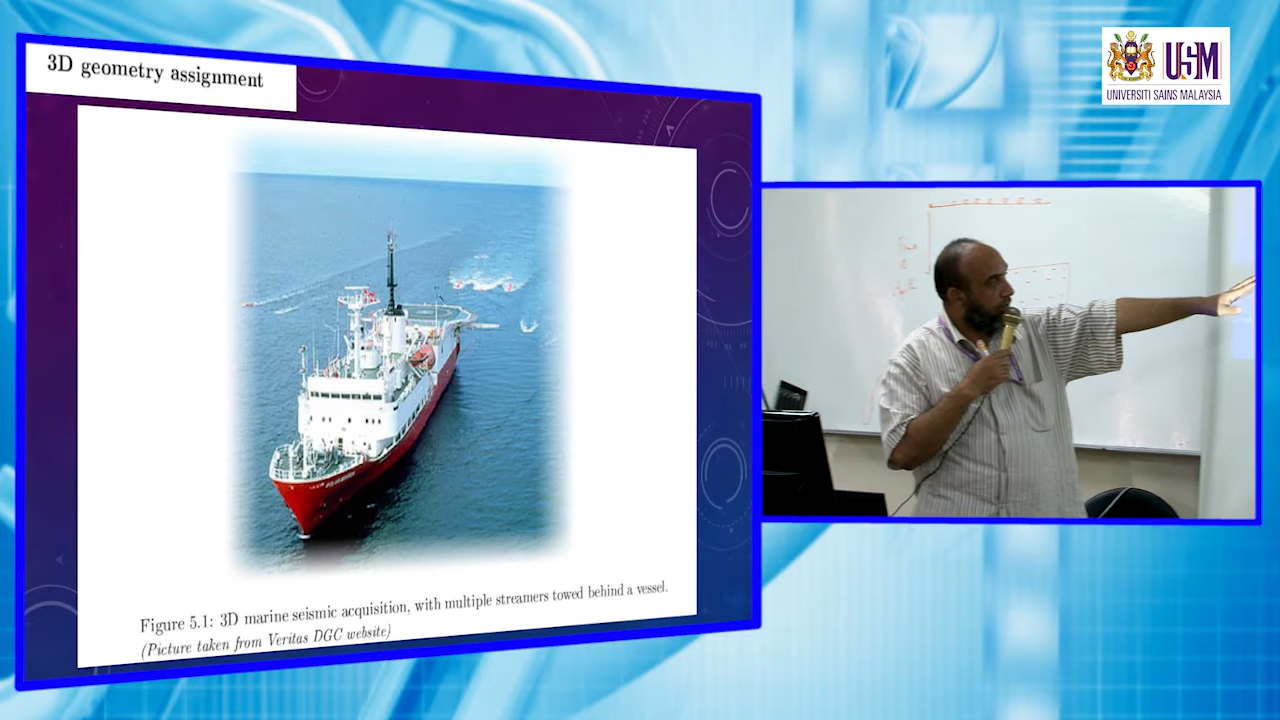 3D geometry assignment
USM
UNIVERSITI SAINS MALAYSIA
Figure 5.1: 3D marine seismic acquisition, with multiple streamers towed behind a vessel.
(Picture taken from Veritas DGC website)